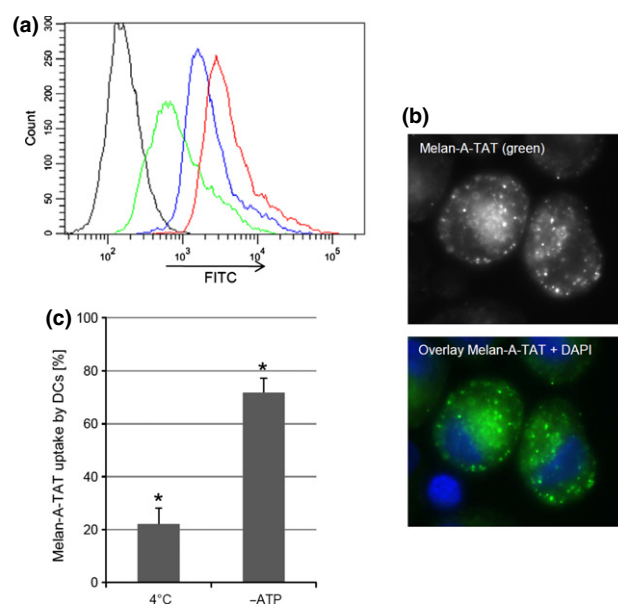 (a)
300
250
200
150
100
50
0
Count
10²
10³
10⁴
10⁵
FITC
(b)
Melan-A-TAT (green)
Overlay Melan-A-TAT + DAPI
(c)
Melan-A-TAT uptake by DCs [%]
100
80
60
40
20
0
*
*
4°C
–ATP